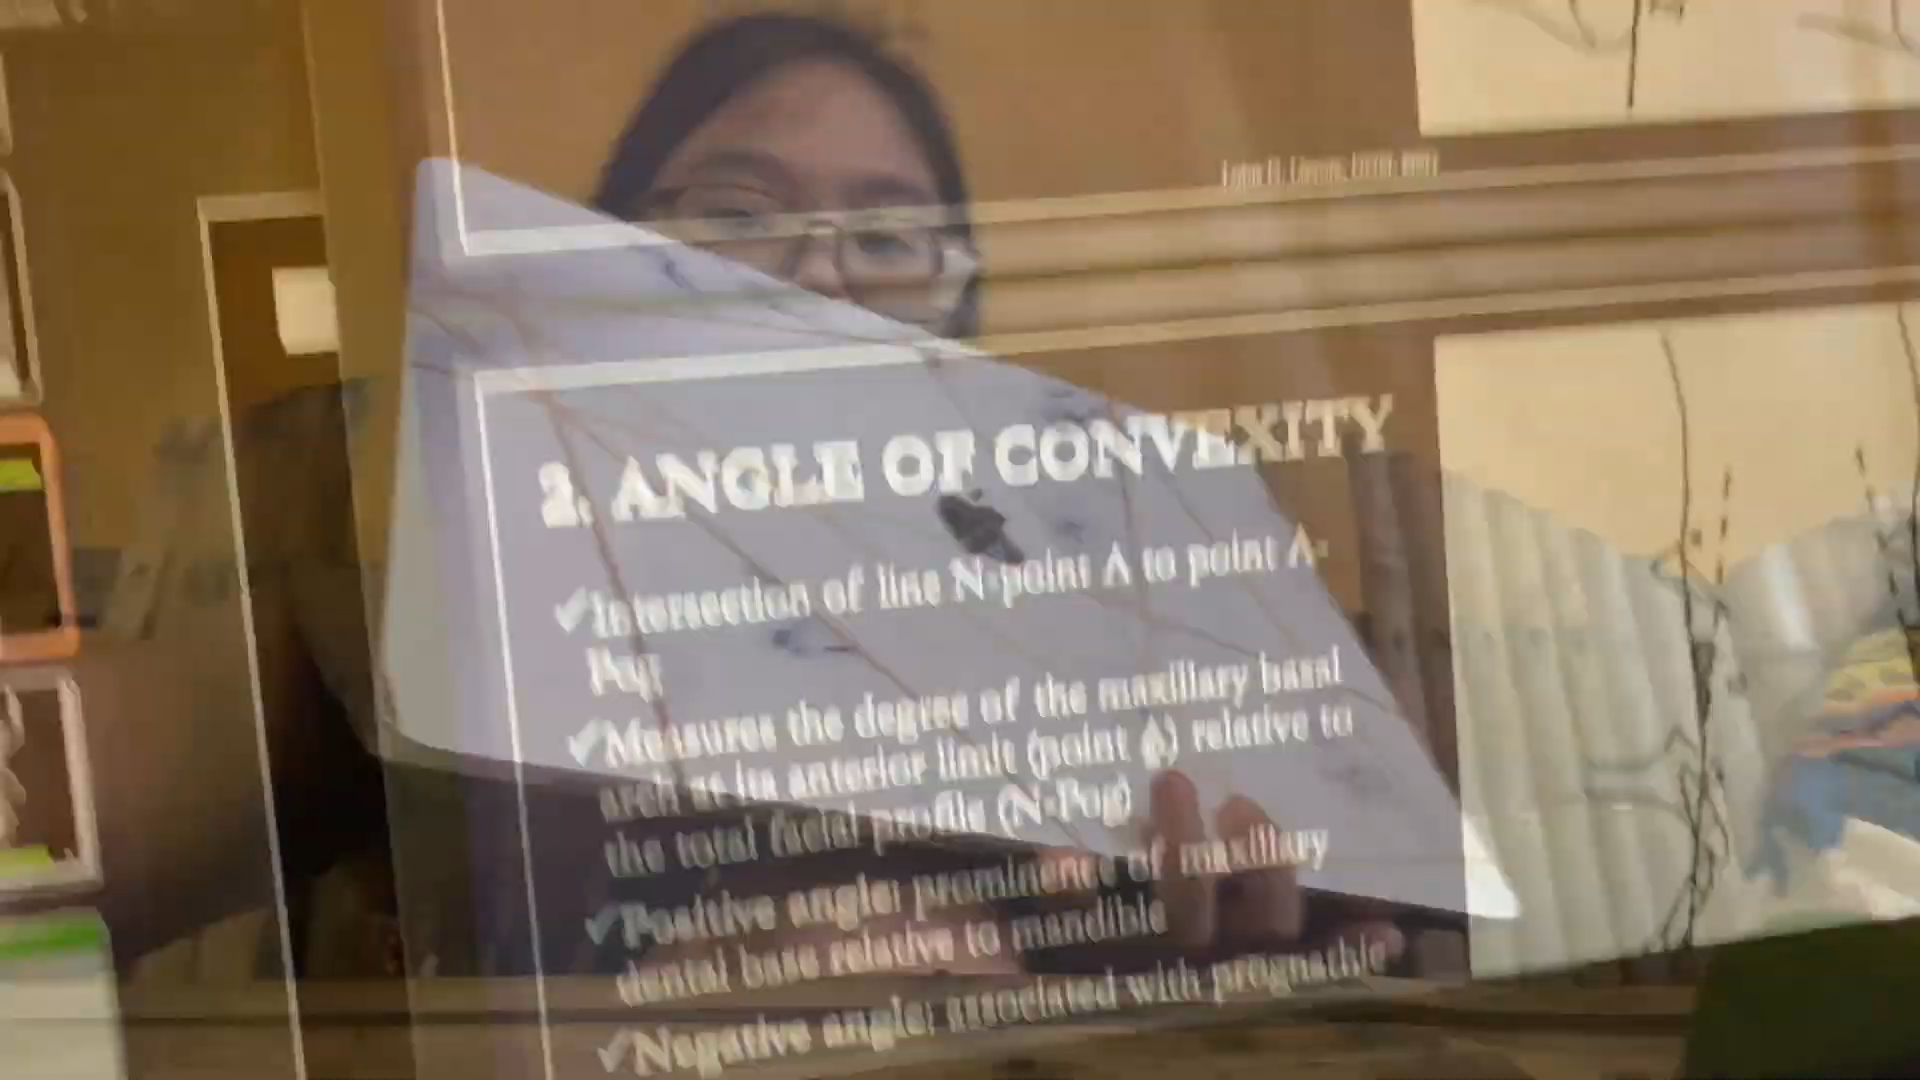 2. ANGLE OF CONVEXITY
✓Intersection of line N-point A to point A-
Pog
✓Measures the degree of the maxillary basal
arch at its anterior limit (point A) relative to
the total facial profile (N-Pog)
✓Positive angle: prominence of maxillary
dental base relative to mandible
✓Negative angle: associated with prognathic